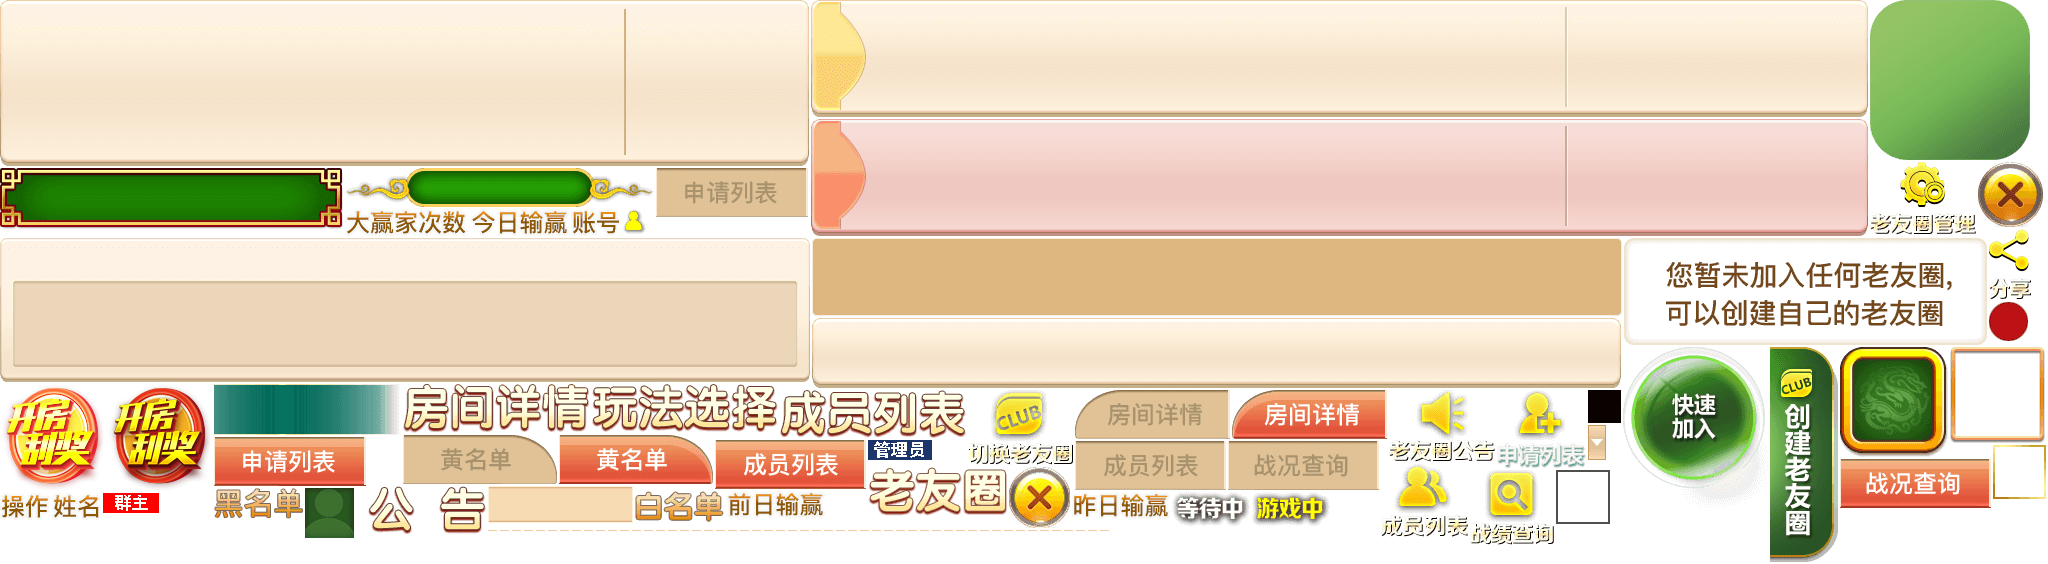 申请列表
大赢家次数
今日输赢
账号
老友圈管理
分享
您暂未加入任何老友圈,
可以创建自己的老友圈
开房
刮奖
开房
刮奖
房间详情
玩法选择
成员列表
CLUB
切换老友圈
房间详情
房间详情
老友圈公告
申请列表
快速
加入
CLUB
创建老友圈
申请列表
黄名单
黄名单
成员列表
管理员
成员列表
战况查询
战况查询
操作
姓名
群主
黑名单
公告
白名单
前日输赢
老友圈
昨日输赢
等待中
游戏中
成员列表
战绩查询